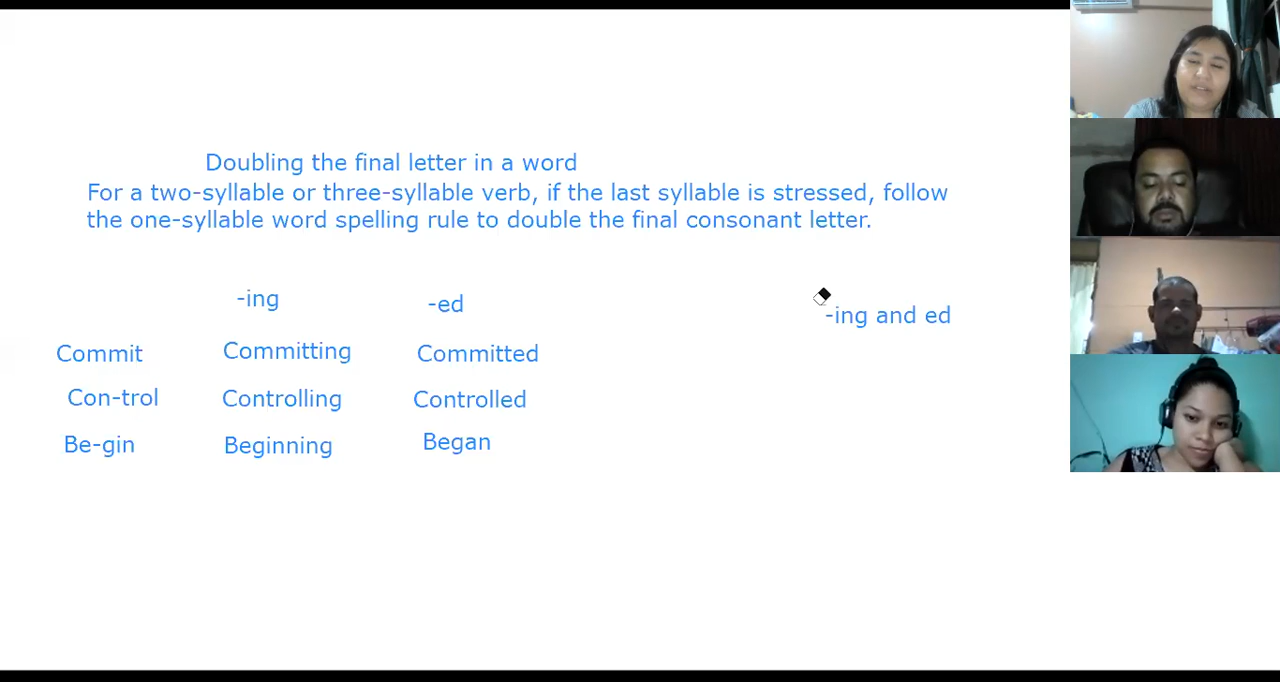 Doubling the final letter in a word
For a two-syllable or three-syllable verb, if the last syllable is stressed, follow
the one-syllable word spelling rule to double the final consonant letter.
-ing -ed -ing and ed
Commit Committing Committed
Con-trol Controlling Controlled
Be-gin Beginning Began